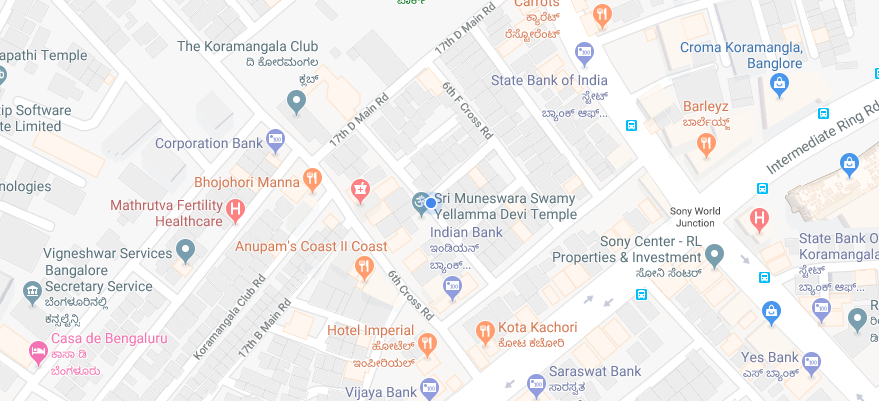 ಪಾರ್ಕ್
Carrots
ಕ್ಯಾರೆಟ್
ರೆಸ್ಟೋರೆಂಟ್
17th D Main Rd
The Koramangala Club
ದಿ ಕೋರಮಂಗಲ
ಕ್ಲಬ್
Croma Koramangla,
Banglore
apathi Temple
State Bank of India
ಸ್ಟೇಟ್
ಬ್ಯಾಂಕ್ ಆಫ್...
6th F Cross Rd
17th D Main Rd
Barleyz
ಬಾರ್ಲೆಯ್ಜ್
Intermediate Ring Rd
tip Software
te Limited
Corporation Bank
nologies
Bhojohori Manna
Mathrutva Fertility
Healthcare
Sri Muneswara Swamy
Yellamma Devi Temple
Indian Bank
ಇಂಡಿಯನ್
ಬ್ಯಾಂಕ್...
Sony World
Junction
Anupam's Coast II Coast
Sony Center - RL
Properties & Investment
ಸೋನಿ ಸೆಂಟರ್
State Bank O
Koramangala
ಸ್ಟೇಟ್
ಬ್ಯಾಂಕ್ ಆಫ್...
Vigneshwar Services
Bangalore
Secretary Service
ಬೆಂಗಳೂರಿನಲ್ಲಿ
ಕನ್ಸಲ್ಟೆನ್ಸಿ
6th Cross Rd
Koramangala Club Rd
17th B Main Rd
Casa de Bengaluru
ಕಾಸಾ ಡಿ
ಬೆಂಗಳೂರು
Hotel Imperial
ಹೋಟೆಲ್
ಇಂಪೀರಿಯಲ್
Kota Kachori
ಕೋಟ ಕಚೋರಿ
Saraswat Bank
ಸಾರಸ್ವತ
Vijaya Bank
Yes Bank
ಎಸ್ ಬ್ಯಾಂಕ್